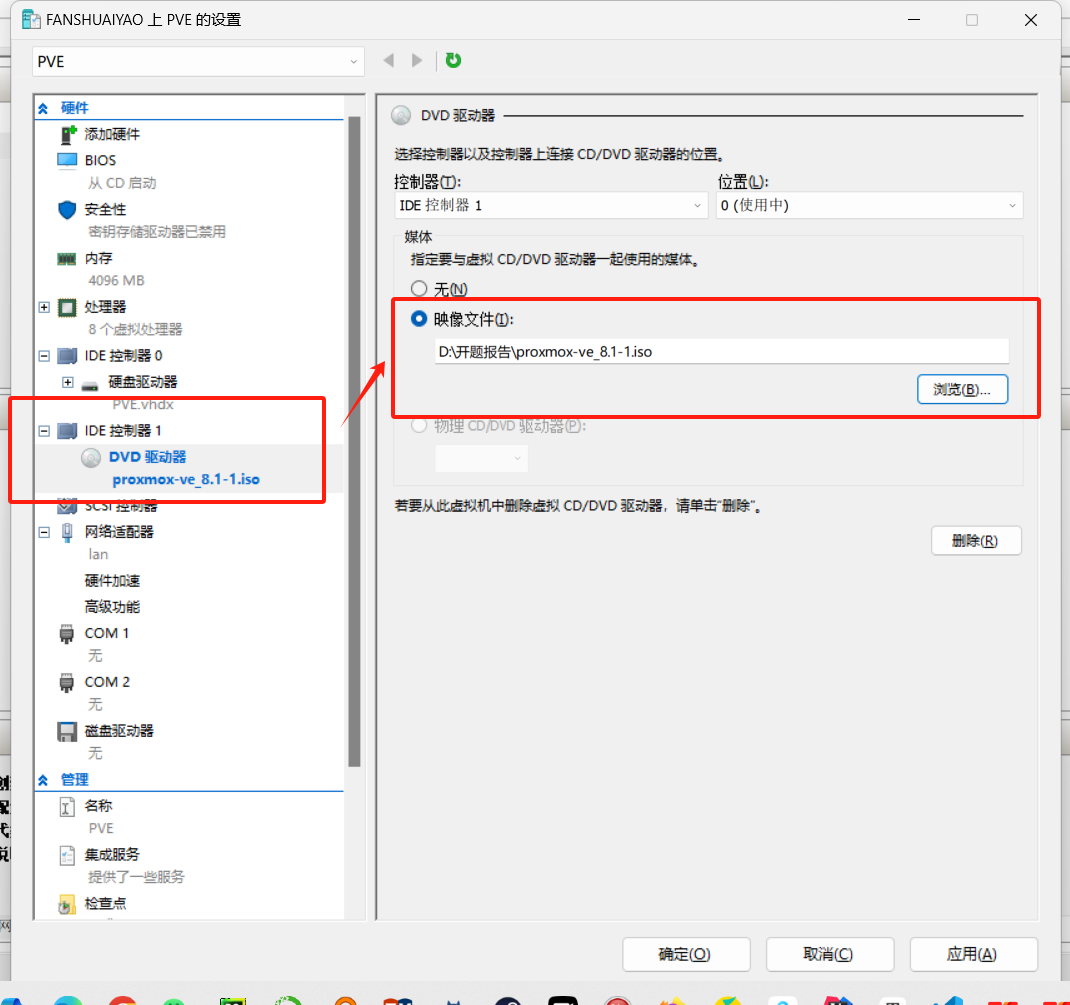 FANSHUAIYAO 上 PVE 的设置
PVE
硬件
添加硬件
BIOS
从 CD 启动
安全性
密钥存储驱动器已禁用
内存
4096 MB
处理器
8 个虚拟处理器
IDE 控制器 0
硬盘驱动器
PVE.vhdx
IDE 控制器 1
DVD 驱动器
proxmox-ve_8.1-1.iso
SCSI 控制器
网络适配器
lan
硬件加速
高级功能
COM 1
无
COM 2
无
磁盘驱动器
无
管理
名称
PVE
集成服务
提供了一些服务
检查点
DVD 驱动器
选择控制器以及控制器上连接 CD/DVD 驱动器的位置。
控制器(T): 位置(L):
IDE 控制器 1 0 (使用中)
媒体
指定要与虚拟 CD/DVD 驱动器一起使用的媒体。
无(N)
映像文件(I):
D:\开题报告\proxmox-ve_8.1-1.iso
浏览(B)...
物理 CD/DVD 驱动器(P):
若要从此虚拟机中删除虚拟 CD/DVD 驱动器，请单击“删除”。
删除(R)
确定(O) 取消(C) 应用(A)